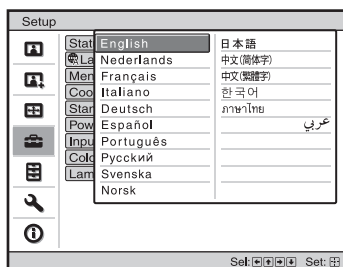 Setup
Stat
La
Men
Coo
Star
Pow
Inpu
Colo
Lam
English
Nederlands
Français
Italiano
Deutsch
Español
Português
Русский
Svenska
Norsk
日本語
中文(简体字)
中文(繁體字)
한국어
ภาษาไทย
عربي
Sel: Set: